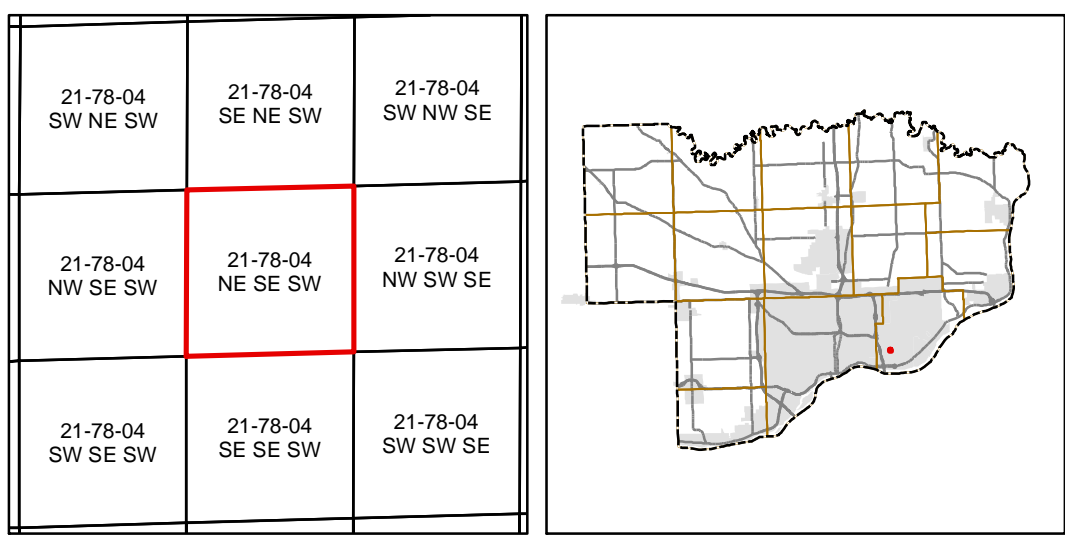 21-78-04
SW NE SW
21-78-04
SE NE SW
21-78-04
SW NW SE
21-78-04
NW SE SW
21-78-04
NE SE SW
21-78-04
NW SW SE
21-78-04
SW SE SW
21-78-04
SE SE SW
21-78-04
SW SW SE